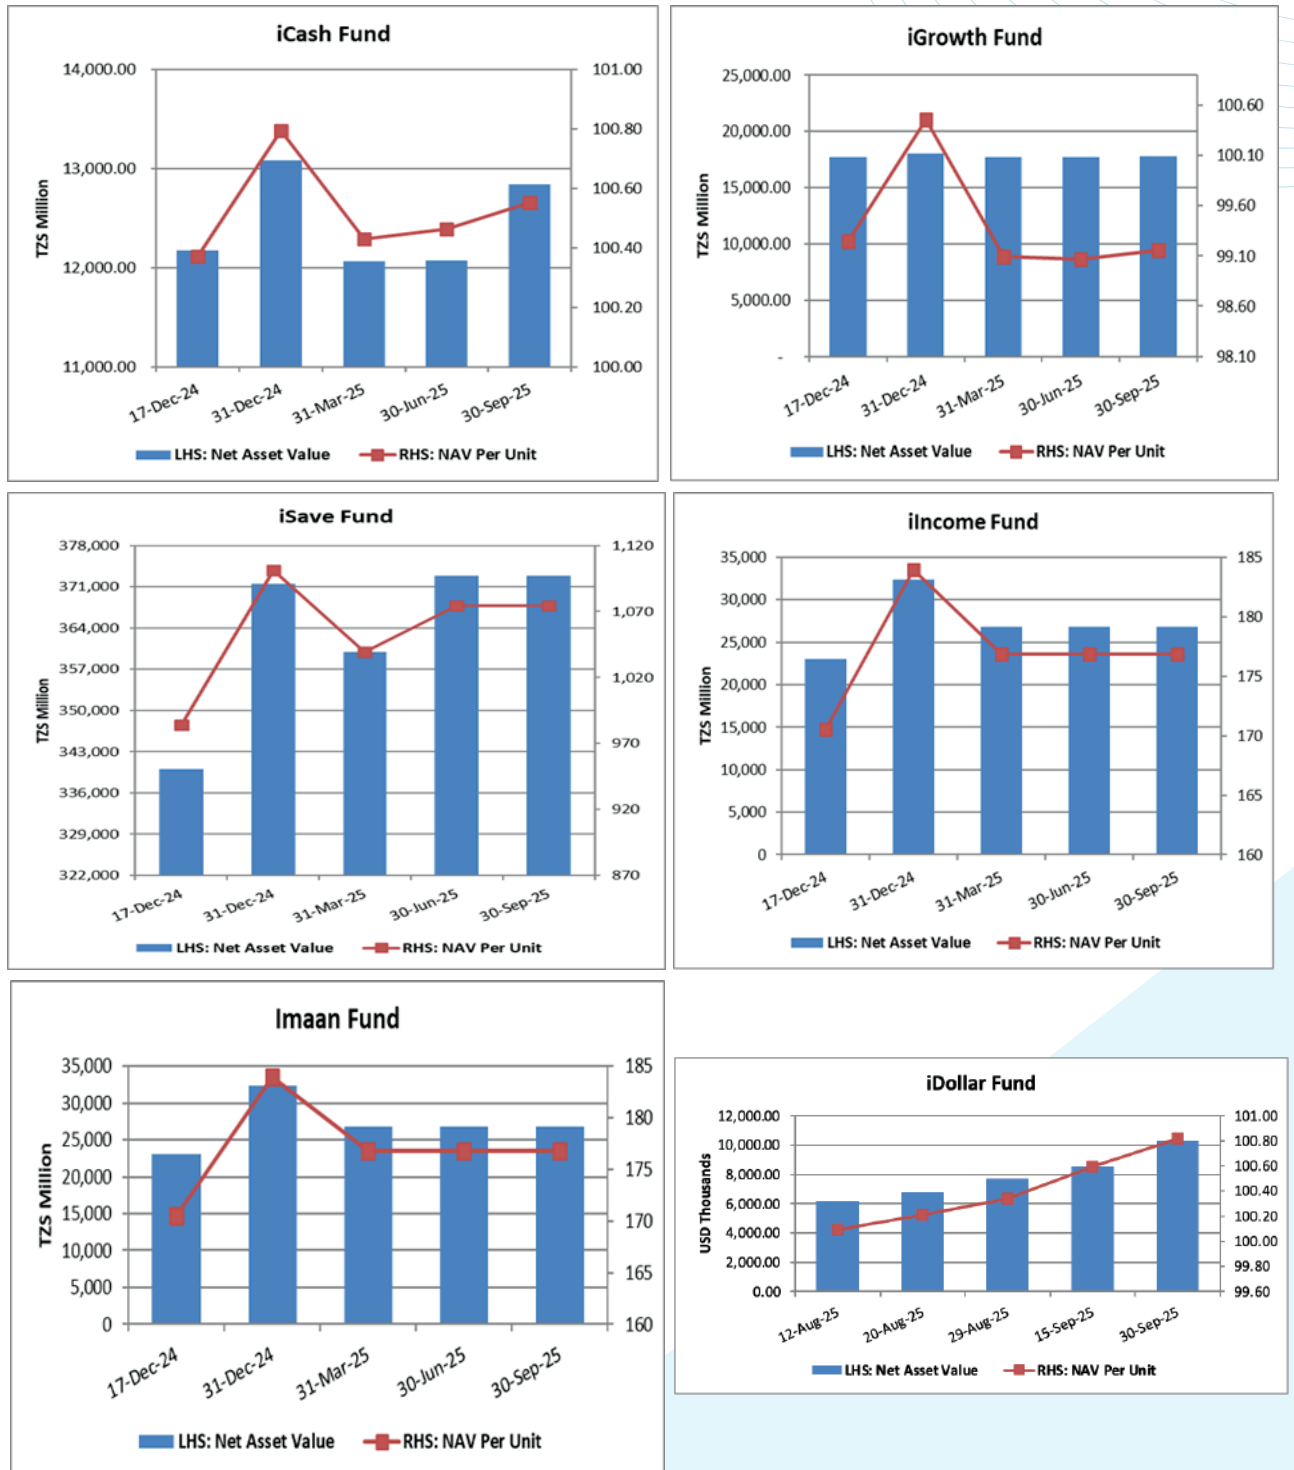 iCash Fund
14,000.00
13,000.00
12,000.00
11,000.00
TZS Million
101.00
100.80
100.60
100.40
100.20
100.00
17-Dec-24
31-Dec-24
31-Mar-25
30-Jun-25
30-Sep-25
LHS: Net Asset Value
RHS: NAV Per Unit
iGrowth Fund
25,000.00
20,000.00
15,000.00
10,000.00
5,000.00
-
TZS Million
100.60
100.10
99.60
99.10
98.60
98.10
17-Dec-24
31-Dec-24
31-Mar-25
30-Jun-25
30-Sep-25
LHS: Net Asset Value
RHS: NAV Per Unit
iSave Fund
378,000
371,000
364,000
357,000
350,000
343,000
336,000
329,000
322,000
TZS Million
1,120
1,070
1,020
970
920
870
17-Dec-24
31-Dec-24
31-Mar-25
30-Jun-25
30-Sep-25
LHS: Net Asset Value
RHS: NAV Per Unit
iIncome Fund
35,000
30,000
25,000
20,000
15,000
10,000
5,000
0
TZS Million
185
180
175
170
165
160
17-Dec-24
31-Dec-24
31-Mar-25
30-Jun-25
30-Sep-25
LHS: Net Asset Value
RHS: NAV Per Unit
Imaan Fund
35,000
30,000
25,000
20,000
15,000
10,000
5,000
0
TZS Million
185
180
175
170
165
160
17-Dec-24
31-Dec-24
31-Mar-25
30-Jun-25
30-Sep-25
LHS: Net Asset Value
RHS: NAV Per Unit
iDollar Fund
12,000.00
10,000.00
8,000.00
6,000.00
4,000.00
2,000.00
0.00
USD Thousands
101.00
100.80
100.60
100.40
100.20
100.00
99.80
99.60
12-Aug-25
20-Aug-25
29-Aug-25
15-Sep-25
30-Sep-25
LHS: Net Asset Value
RHS: NAV Per Unit